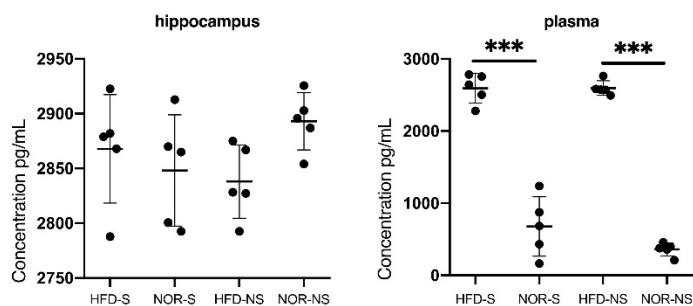 hippocampus
Concentration pg/mL
2950
2900
2850
2800
2750
HFD-S NOR-S HFD-NS NOR-NS
plasma
*** ***
Concentration pg/mL
3000
2000
1000
0
HFD-S NOR-S HFD-NS NOR-NS